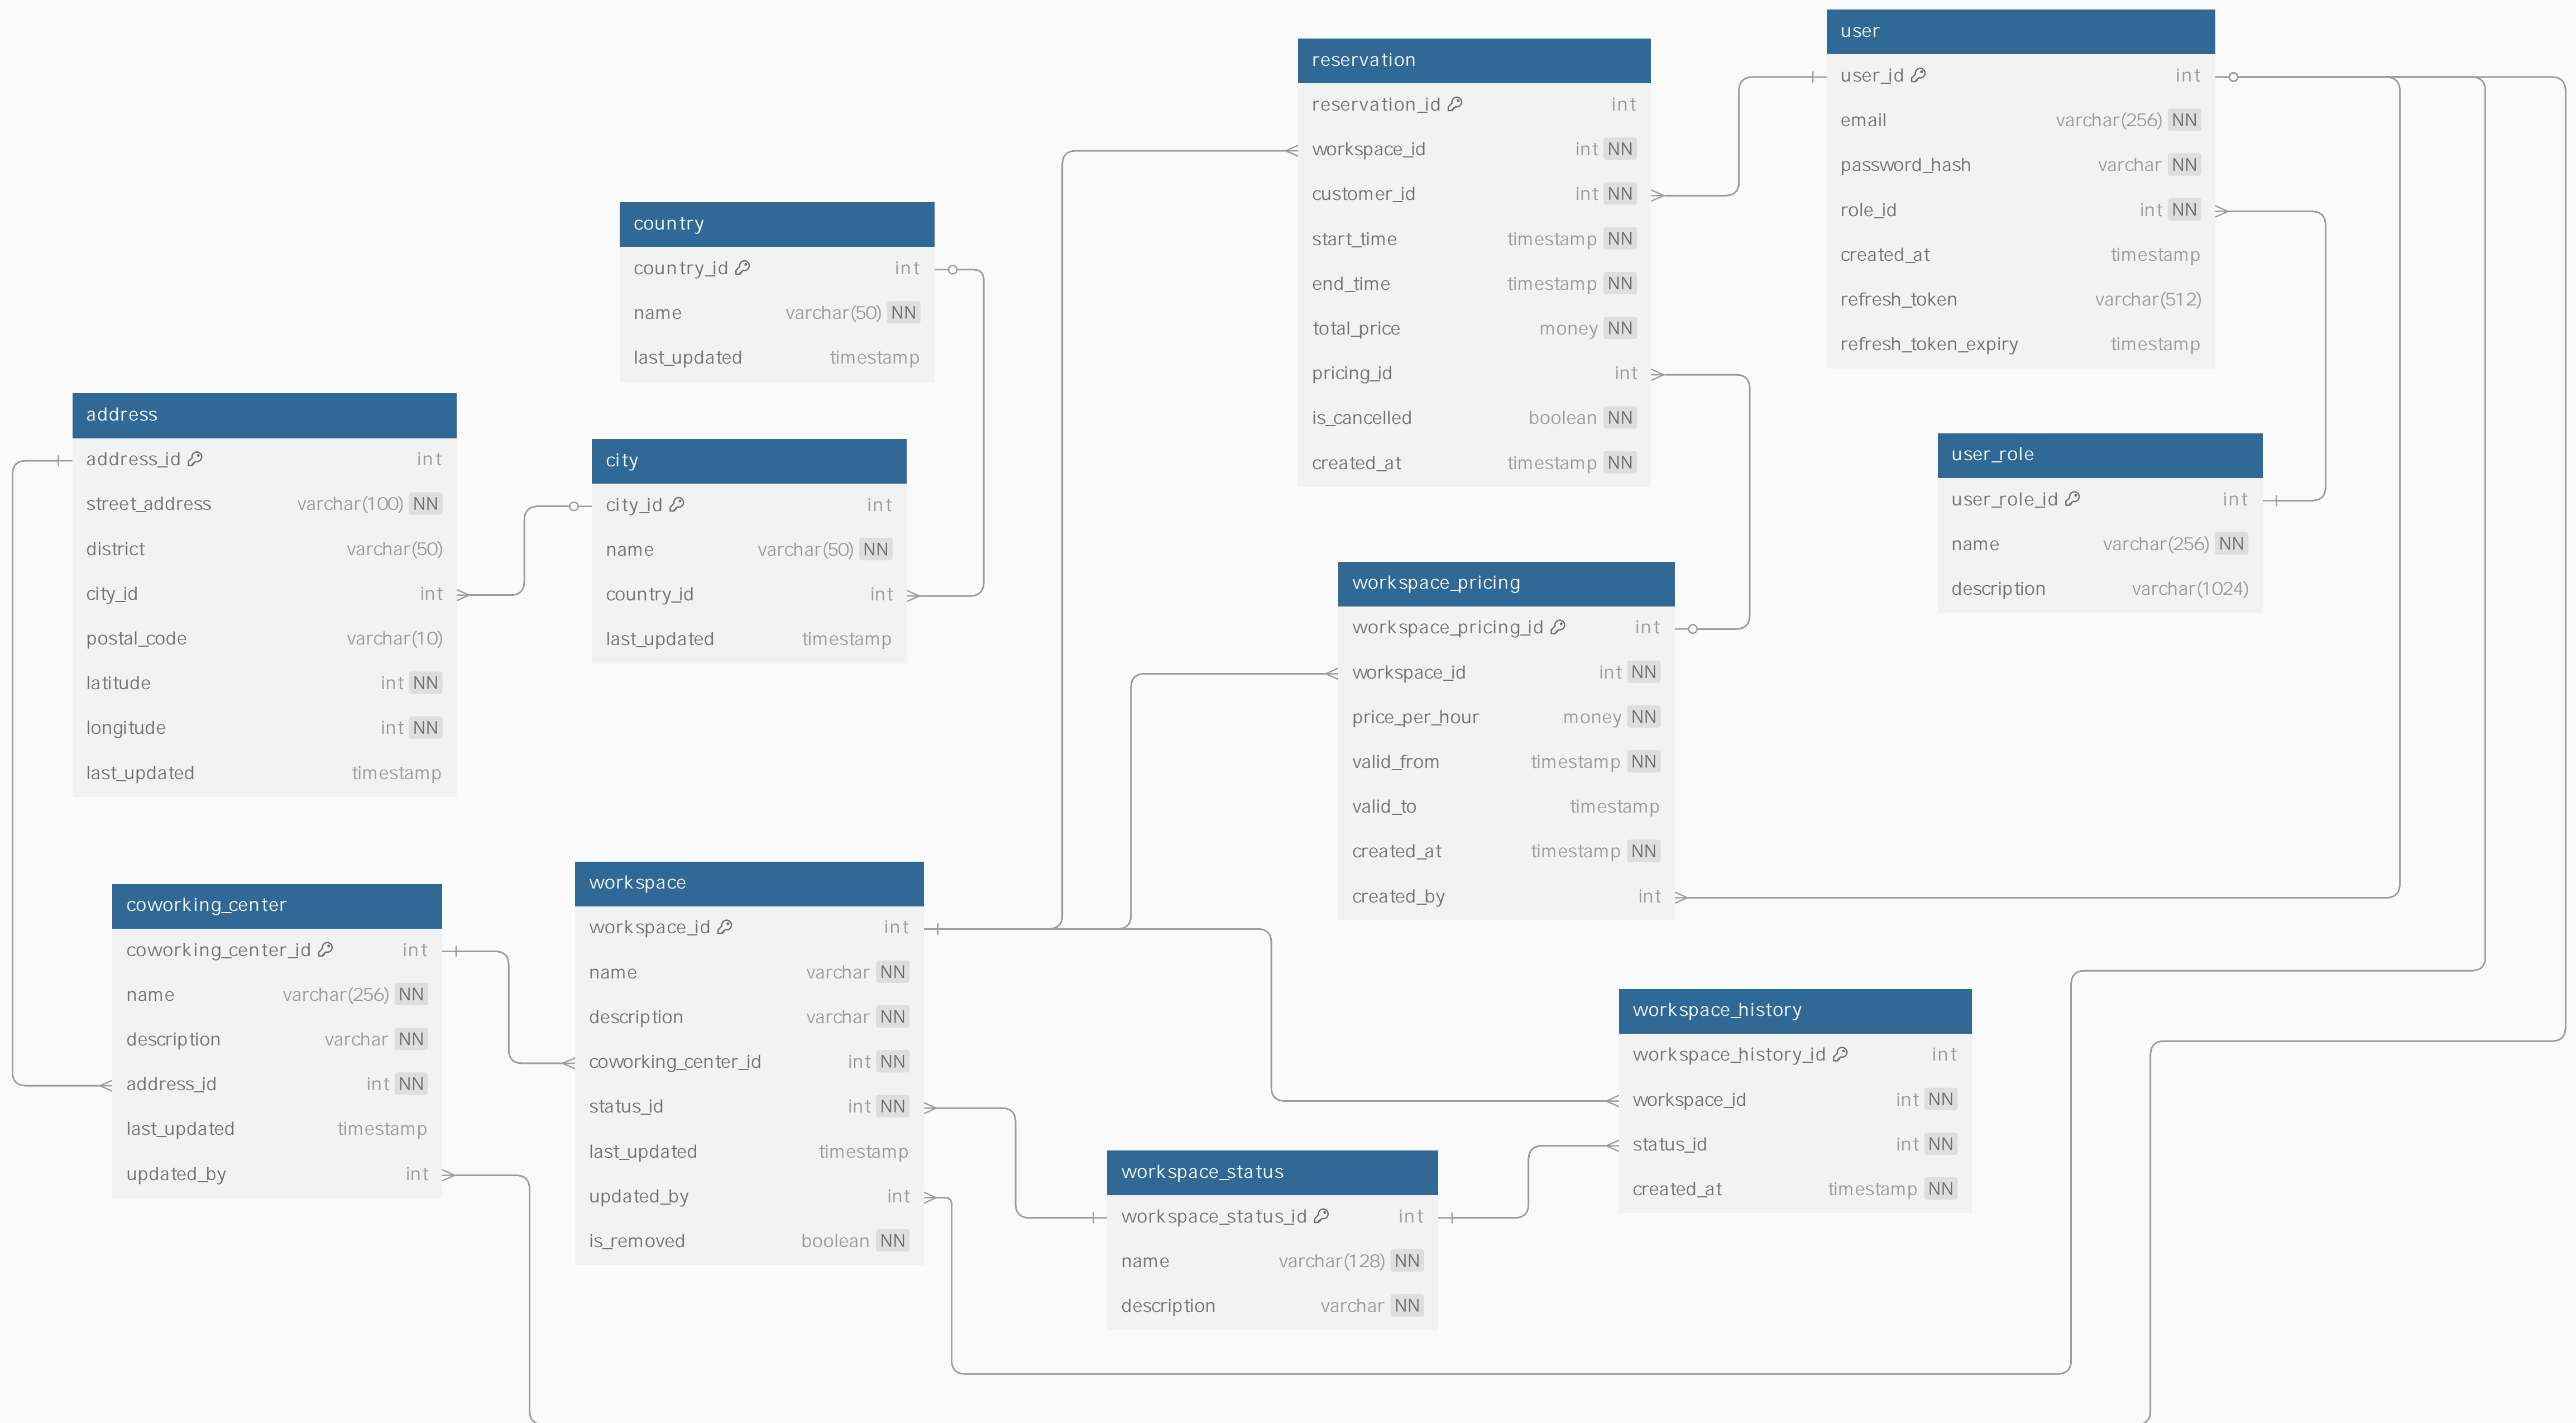 user
user_id int
email varchar(256) NN
password_hash varchar NN
role_id int NN
created_at timestamp
refresh_token varchar(512)
refresh_token_expiry timestamp
reservation
reservation_id int
workspace_id int NN
customer_id int NN
start_time timestamp NN
end_time timestamp NN
total_price money NN
pricing_id int
is_cancelled boolean NN
created_at timestamp NN
country
country_id int
name varchar(50) NN
last_updated timestamp
address
address_id int
street_address varchar(100) NN
district varchar(50)
city_id int
postal_code varchar(10)
latitude int NN
longitude int NN
last_updated timestamp
city
city_id int
name varchar(50) NN
country_id int
last_updated timestamp
user_role
user_role_id int
name varchar(256) NN
description varchar(1024)
workspace_pricing
workspace_pricing_id int
workspace_id int NN
price_per_hour money NN
valid_from timestamp NN
valid_to timestamp
created_at timestamp NN
created_by int
coworking_center
coworking_center_id int
name varchar(256) NN
description varchar NN
address_id int NN
last_updated timestamp
updated_by int
workspace
workspace_id int
name varchar NN
description varchar NN
coworking_center_id int NN
status_id int NN
last_updated timestamp
updated_by int
is_removed boolean NN
workspace_history
workspace_history_id int
workspace_id int NN
status_id int NN
created_at timestamp NN
workspace_status
workspace_status_id int
name varchar(128) NN
description varchar NN